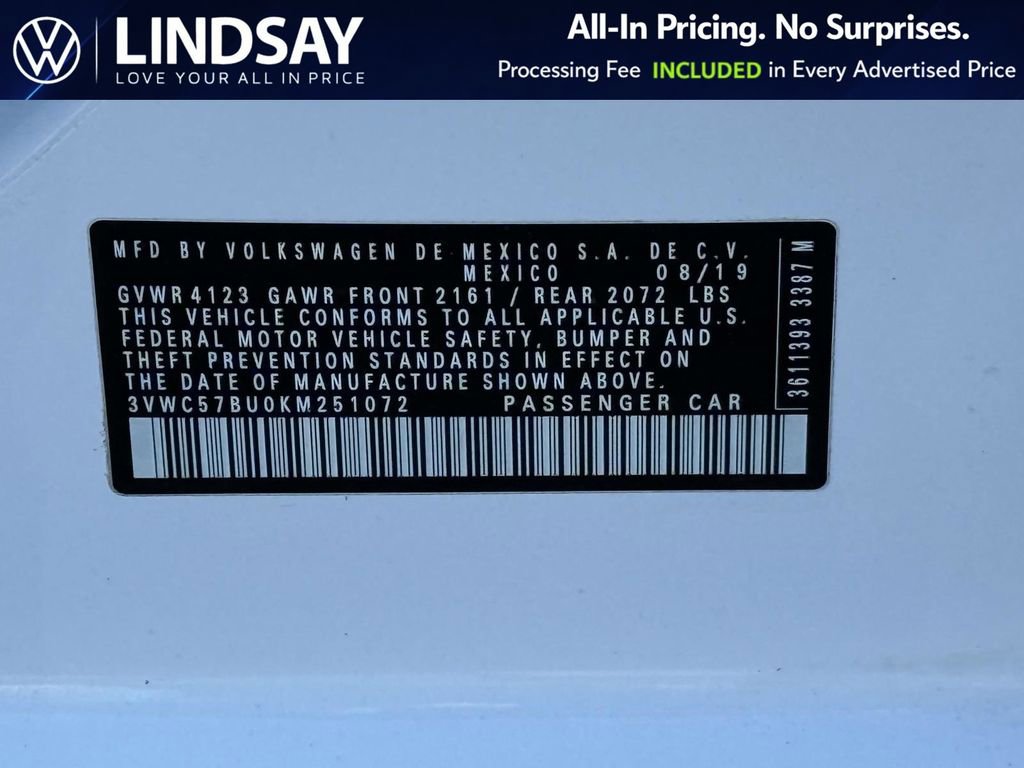 LINDSAY
LOVE YOUR ALL IN PRICE
All-In Pricing. No Surprises.
Processing Fee INCLUDED in Every Advertised Price
MFD BY VOLKSWAGEN DE MEXICO S.A. DE C.V.
MEXICO 08/19
GVWR 4123 GAWR FRONT 2161 / REAR 2072 LBS
THIS VEHICLE CONFORMS TO ALL APPLICABLE U.S.
FEDERAL MOTOR VEHICLE SAFETY, BUMPER AND
THEFT PREVENTION STANDARDS IN EFFECT ON
THE DATE OF MANUFACTURE SHOWN ABOVE.
3VWC57BU0KM251072 PASSENGER CAR
3611393 3387 M